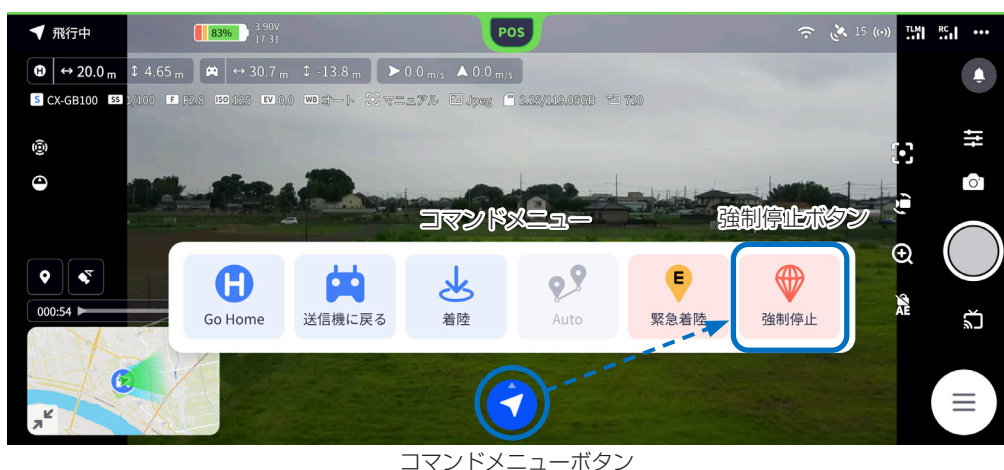 飛行中 83% 3.90V 17:31 POS 15 TLM RC
H ↔ 20.0 m ↕ 4.65 m ↔ 30.7 m ↕ -13.8 m 0.0 m/s 0.0 m/s
S CX-GB100 SS 1/100 F F2.8 ISO 125 EV 0.0 WB オート マニュアル Jpeg 2.25/119.05GB 720
コマンドメニュー 強制停止ボタン
H E
Go Home 送信機に戻る 着陸 Auto 緊急着陸 強制停止
000:54
AE
コマンドメニューボタン